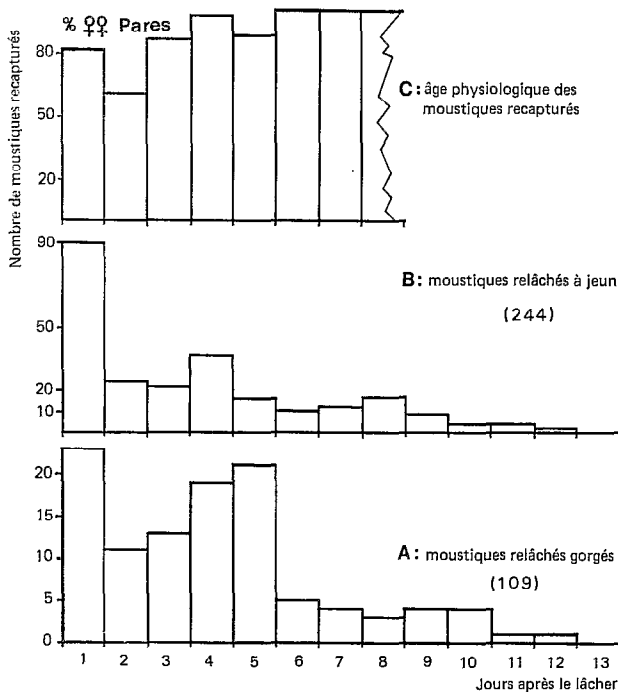 % ♀♀ Pares
80
50
20
Nombre de moustiques recapturés
C: âge physiologique des
moustiques recapturés
90
50
20
10
B: moustiques relâchés à jeun
(244)
20
15
10
5
0
A: moustiques relâchés gorgés
(109)
1 2 3 4 5 6 7 8 9 10 11 12 13
Jours après le lâcher